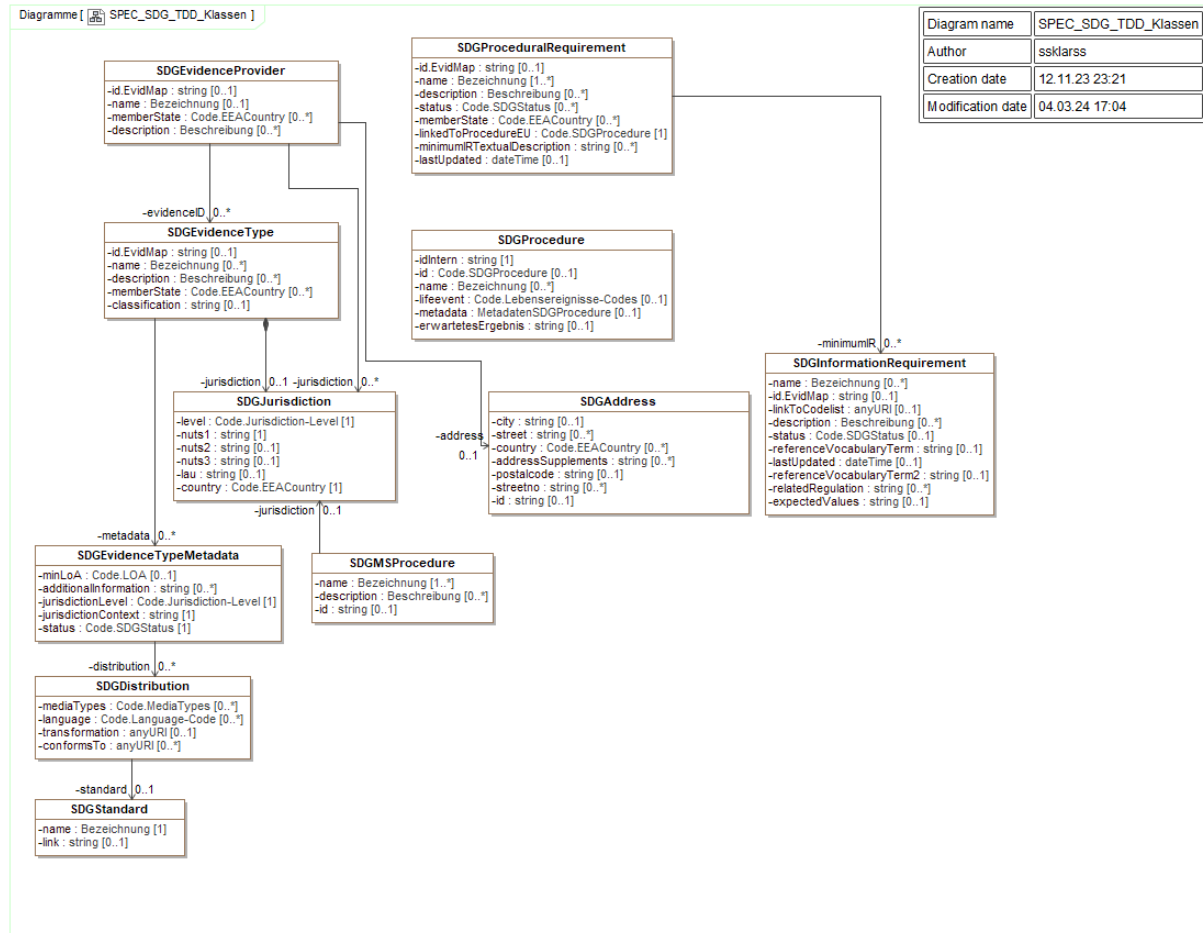 Diagramme [ SPEC_SDG_TDD_Klassen ]
Diagram name SPEC_SDG_TDD_Klassen
Author ssklarss
Creation date 12.11.23 23:21
Modification date 04.03.24 17:04
SDGEvidenceProvider
-id.EvidMap : string [0..1]
-name : Bezeichnung [0..1]
-memberState : Code.EEACountry [0..*]
-description : Beschreibung [0..*]
SDGProceduralRequirement
-id.EvidMap : string [0..1]
-name : Bezeichnung [1..*]
-description : Beschreibung [0..*]
-status : Code.SDGStatus [0..*]
-memberState : Code.EEACountry [0..*]
-linkedToProcedureEU : Code.SDGProcedure [1]
-minimumIRTextualDescription : string [0..*]
-lastUpdated : dateTime [0..1]
-evidenceID 0..*
SDGEvidenceType
-id.EvidMap : string [0..1]
-name : Bezeichnung [0..*]
-description : Beschreibung [0..*]
-memberState : Code.EEACountry [0..*]
-classification : string [0..1]
SDGProcedure
-idIntern : string [1]
-id : Code.SDGProcedure [0..1]
-name : Bezeichnung [0..*]
-lifeevent : Code.Lebensereignisse-Codes [0..1]
-metadata : MetadatenSDGProcedure [0..1]
-erwartetesErgebnis : string [0..1]
-minimumIR 0..*
SDGInformationRequirement
-name : Bezeichnung [0..*]
-id.EvidMap : string [0..1]
-linkToCodelist : anyURI [0..1]
-description : Beschreibung [0..*]
-status : Code.SDGStatus [0..1]
-referenceVocabularyTerm : string [0..1]
-lastUpdated : dateTime [0..1]
-referenceVocabularyTerm2 : string [0..1]
-relatedRegulation : string [0..*]
-expectedValues : string [0..1]
-jurisdiction 0..1 -jurisdiction 0..*
SDGJurisdiction
-level : Code.Jurisdiction-Level [1]
-nuts1 : string [1]
-nuts2 : string [0..1]
-nuts3 : string [0..1]
-lau : string [0..1]
-country : Code.EEACountry [1]
-address
0..1
SDGAddress
-city : string [0..1]
-street : string [0..*]
-country : Code.EEACountry [0..*]
-addressSupplements : string [0..*]
-postalcode : string [0..1]
-streetno : string [0..*]
-id : string [0..1]
-jurisdiction 0..1
SDGMSProcedure
-name : Bezeichnung [1..*]
-description : Beschreibung [0..*]
-id : string [0..1]
-metadata 0..*
SDGEvidenceTypeMetadata
-minLoA : Code.LOA [0..1]
-additionalInformation : string [0..*]
-jurisdictionLevel : Code.Jurisdiction-Level [1]
-jurisdictionContext : string [1]
-status : Code.SDGStatus [1]
-distribution 0..*
SDGDistribution
-mediaTypes : Code.MediaTypes [0..*]
-language : Code.Language-Code [0..*]
-transformation : anyURI [0..1]
-conformsTo : anyURI [0..*]
-standard 0..1
SDGStandard
-name : Bezeichnung [1]
-link : string [0..1]